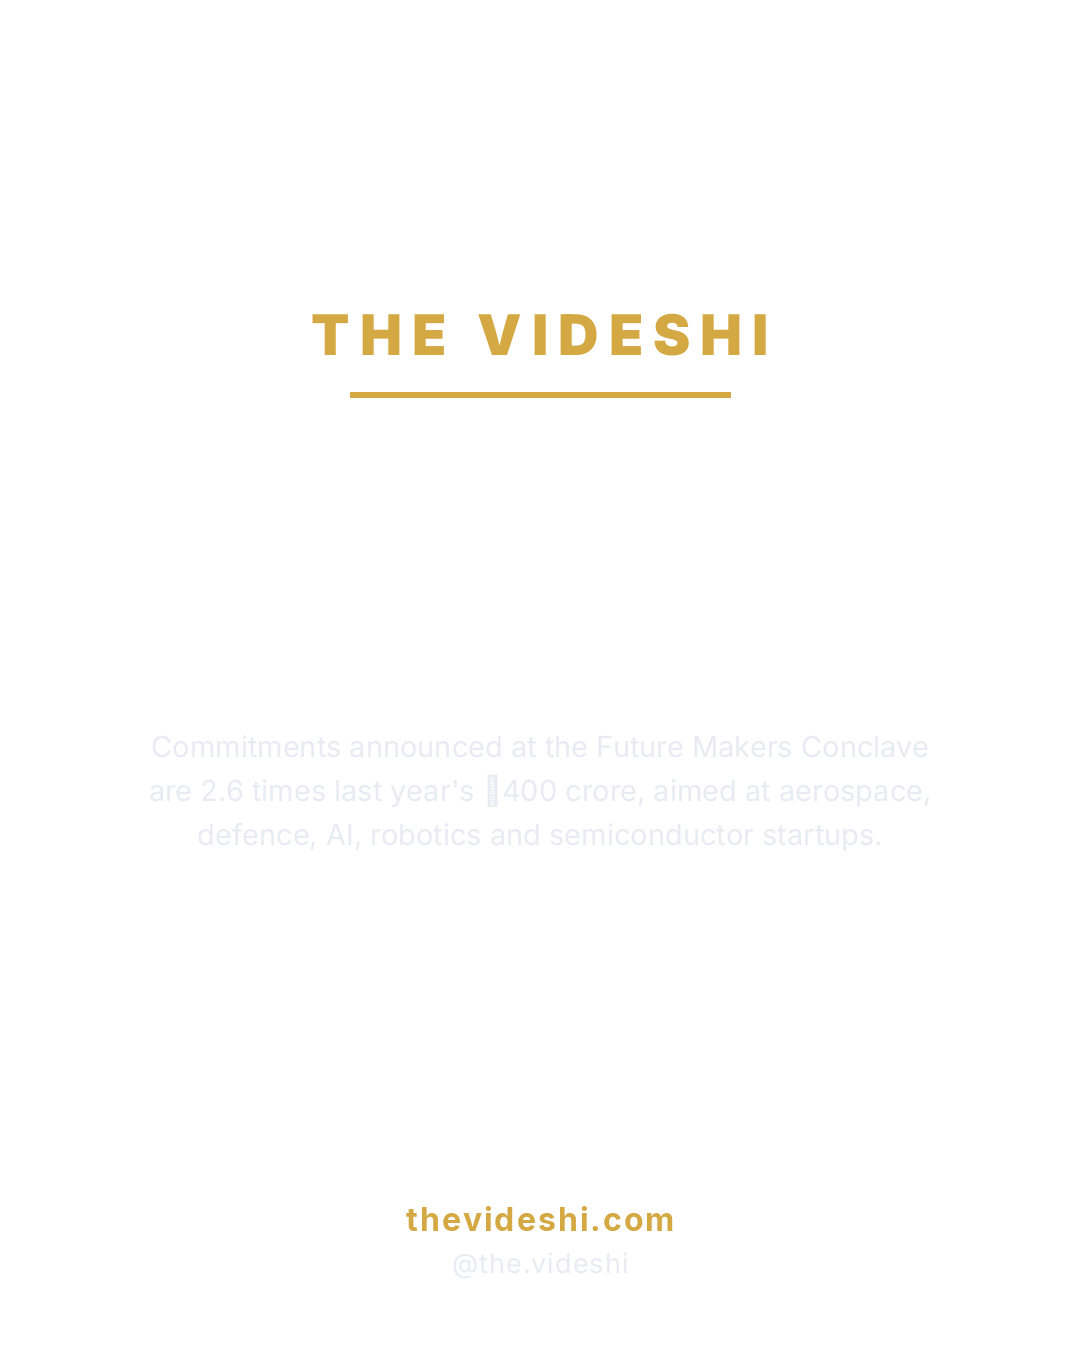 THE VIDESHI
Commitments announced at the Future Makers Conclave
are 2.6 times last year's 400 crore, aimed at aerospace,
defence, AI, robotics and semiconductor startups.
thevideshi.com
@the.videshi